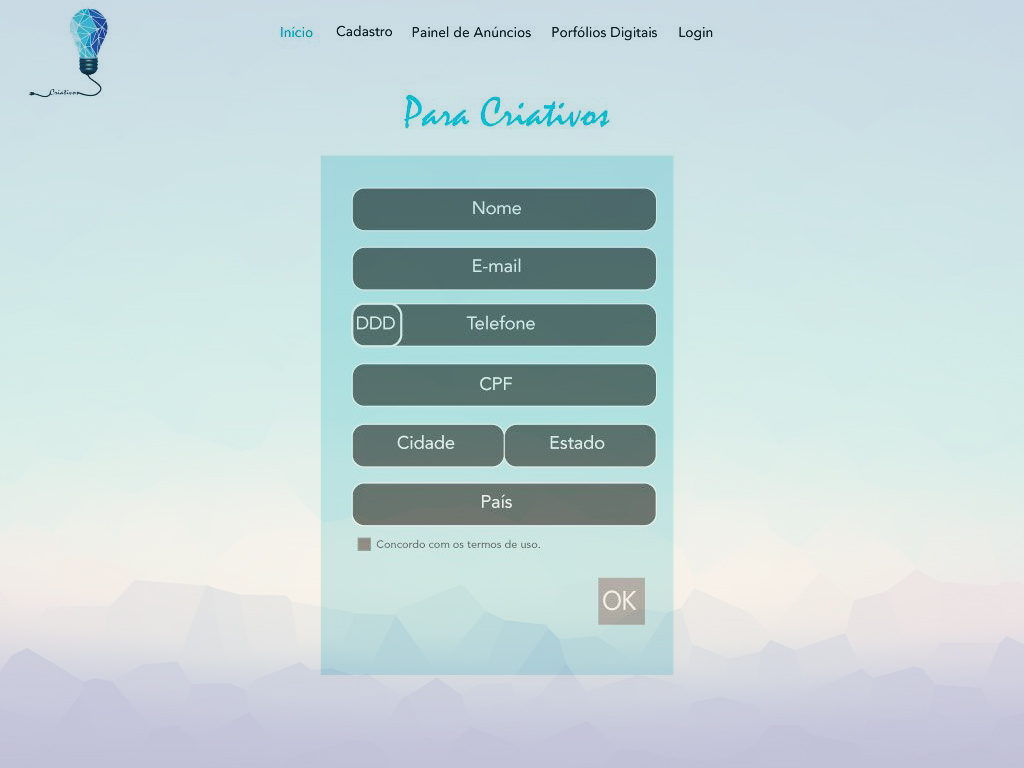 Início Cadastro Painel de Anúncios Porfólios Digitais Login
Criativos
Para Criativos
Nome
E-mail
DDD Telefone
CPF
Cidade Estado
País
Concordo com os termos de uso.
OK